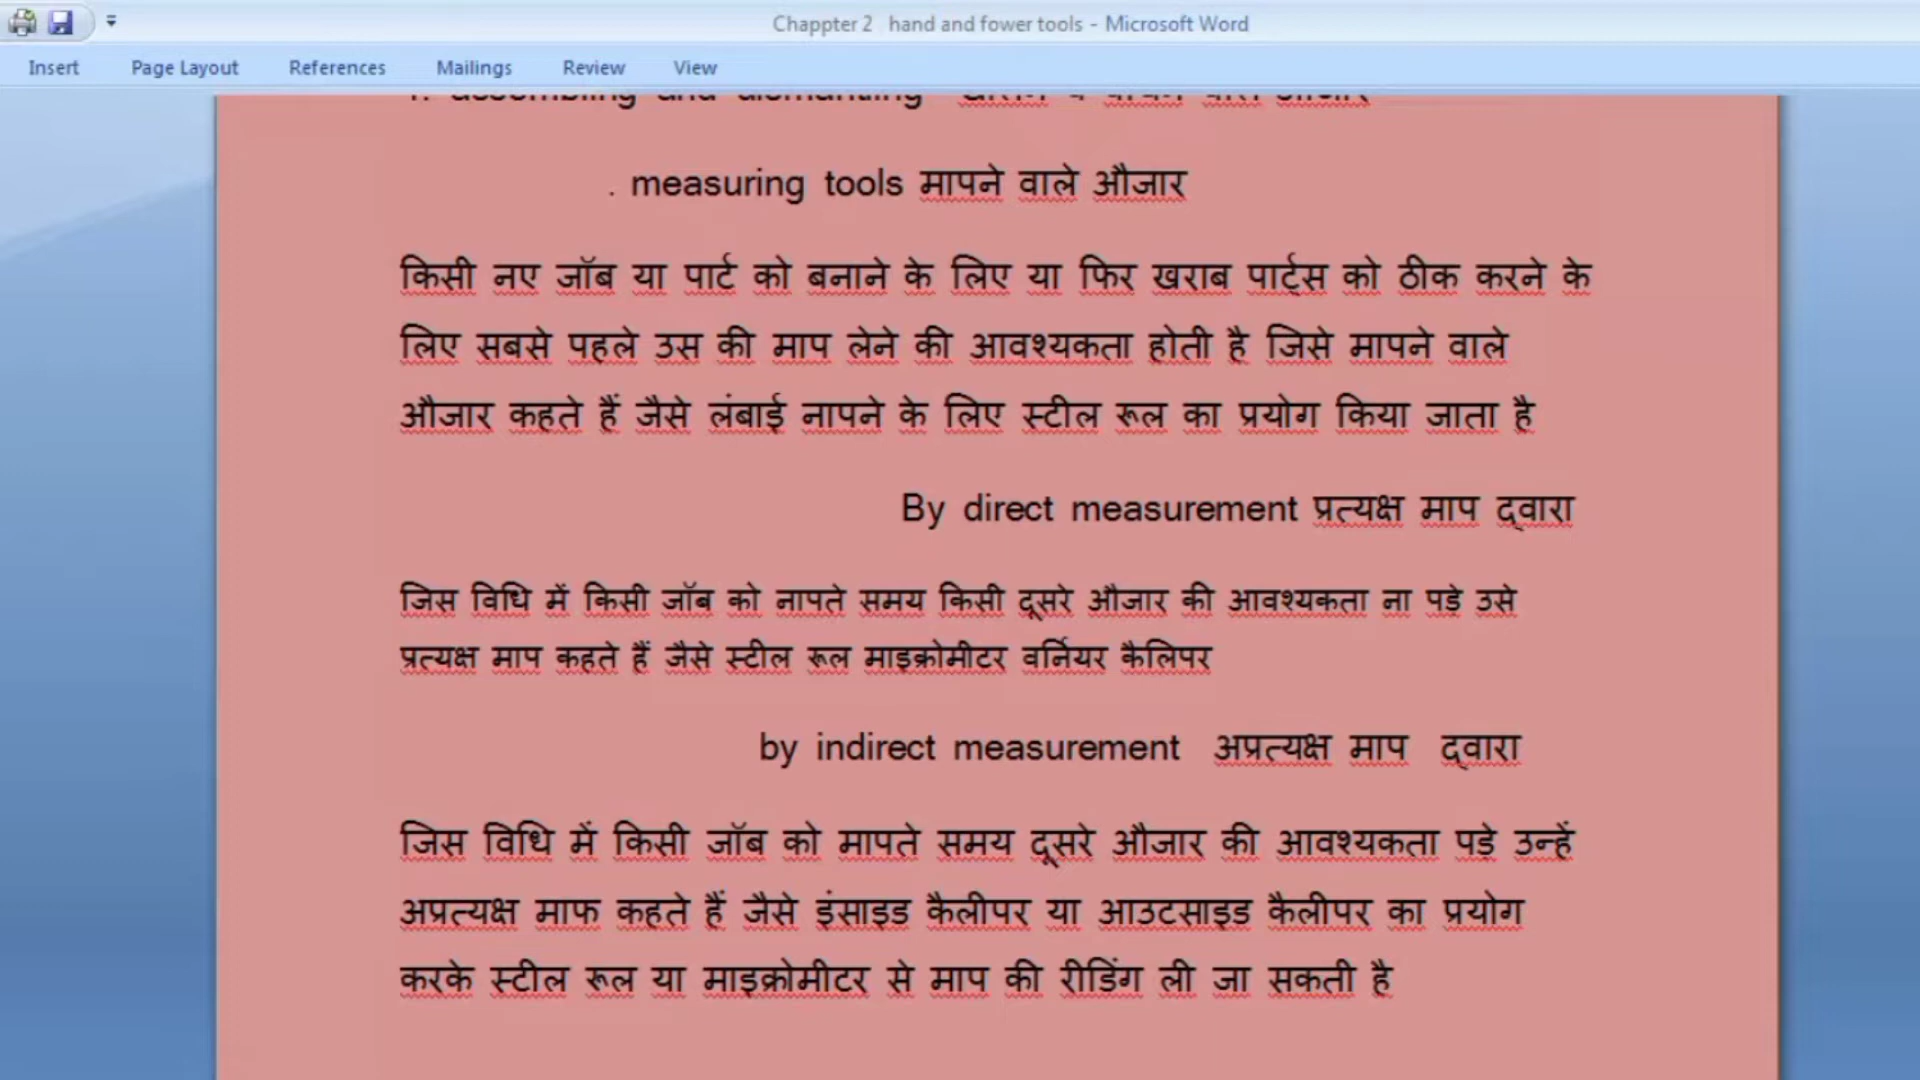 Chappter 2 hand and fower tools - Microsoft Word
Insert Page Layout References Mailings Review View
1. assembling and dismantling
. measuring tools मापने वाले औजार
किसी नए जॉब या पार्ट को बनाने के लिए या फिर खराब पार्ट्स को ठीक करने के
लिए सबसे पहले उस की माप लेने की आवश्यकता होती है जिसे मापने वाले
औजार कहते हैं जैसे लंबाई नापने के लिए स्टील रूल का प्रयोग किया जाता है
By direct measurement प्रत्यक्ष माप द्वारा
जिस विधि में किसी जॉब को नापते समय किसी दूसरे औजार की आवश्यकता ना पड़े उसे
प्रत्यक्ष माप कहते हैं जैसे स्टील रूल माइक्रोमीटर वर्नियर कैलिपर
by indirect measurement अप्रत्यक्ष माप द्वारा
जिस विधि में किसी जॉब को मापते समय दूसरे औजार की आवश्यकता पड़े उन्हें
अप्रत्यक्ष माफ कहते हैं जैसे इंसाइड कैलीपर या आउटसाइड कैलीपर का प्रयोग
करके स्टील रूल या माइक्रोमीटर से माप की रीडिंग ली जा सकती है